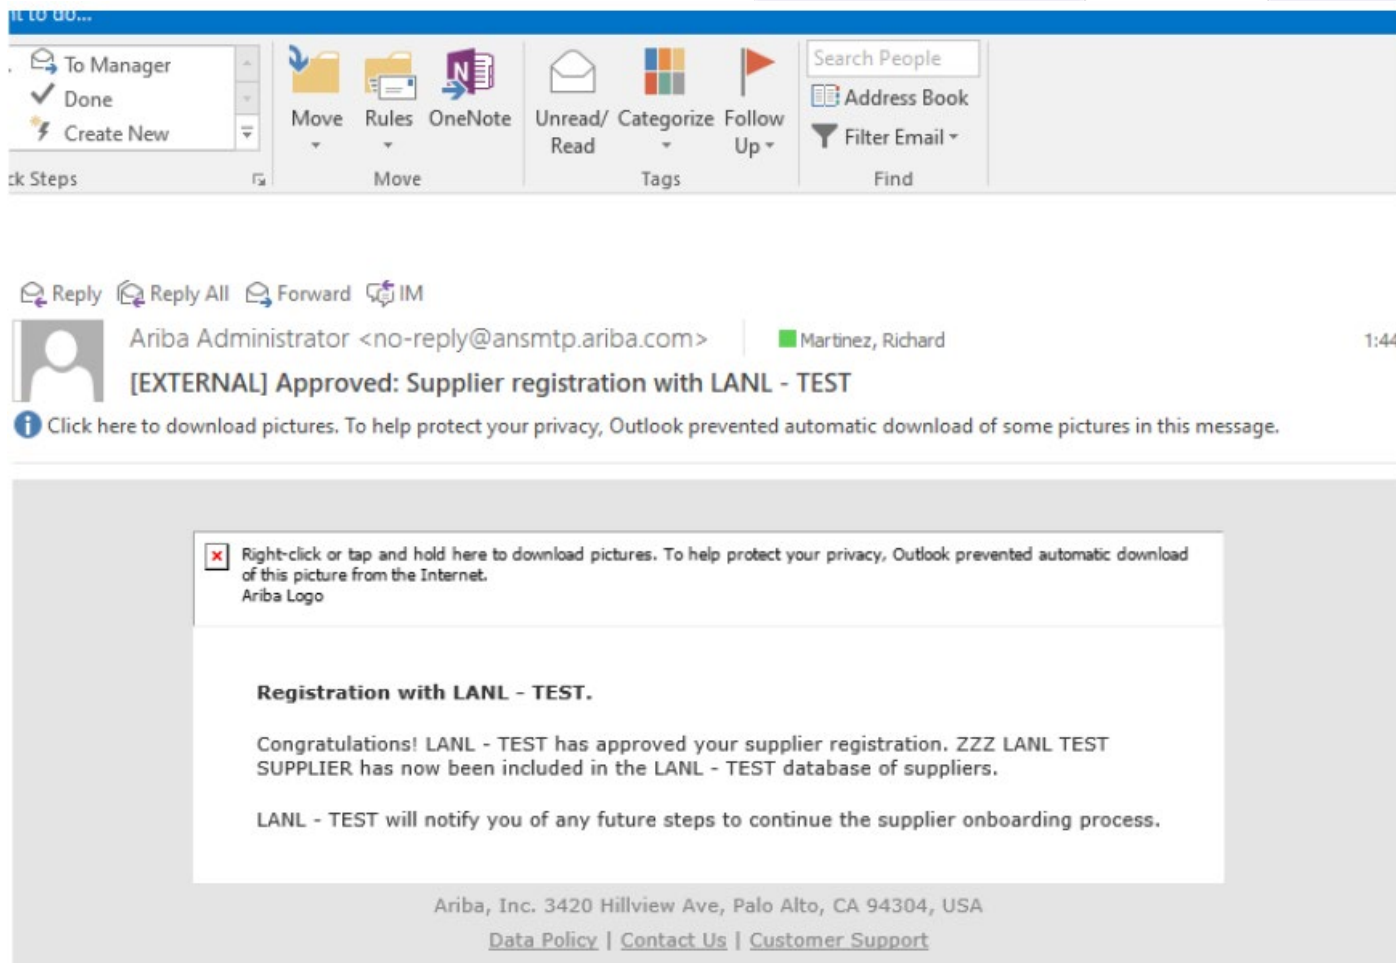 nt to do...
To Manager
Done
Create New
Move
Rules
OneNote
Unread/
Read
Categorize
Follow
Up
Search People
Address Book
Filter Email
ck Steps
Move
Tags
Find
Reply Reply All Forward IM
Ariba Administrator <no-reply@ansmtp.ariba.com>
Martinez, Richard
1:44
[EXTERNAL] Approved: Supplier registration with LANL - TEST
Click here to download pictures. To help protect your privacy, Outlook prevented automatic download of some pictures in this message.
Right-click or tap and hold here to download pictures. To help protect your privacy, Outlook prevented automatic download
of this picture from the Internet.
Ariba Logo
Registration with LANL - TEST.
Congratulations! LANL - TEST has approved your supplier registration. ZZZ LANL TEST
SUPPLIER has now been included in the LANL - TEST database of suppliers.
LANL - TEST will notify you of any future steps to continue the supplier onboarding process.
Ariba, Inc. 3420 Hillview Ave, Palo Alto, CA 94304, USA
Data Policy | Contact Us | Customer Support